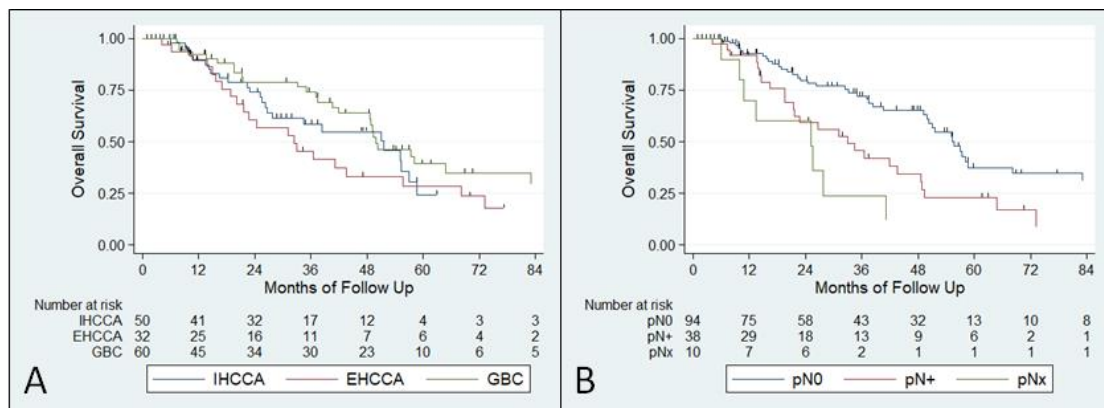 1.00
0.75
0.50
0.25
0.00
Overall Survival
0 12 24 36 48 60 72 84
Months of Follow Up
Number at risk
IHCCA 50 41 32 17 12 4 3 3
EHCCA 32 25 16 11 7 6 4 2
GBC 60 45 34 30 23 10 6 5
A
IHCCA EHCCA GBC
1.00
0.75
0.50
0.25
0.00
Overall Survival
0 12 24 36 48 60 72 84
Months of Follow Up
Number at risk
pN0 94 75 58 43 32 13 10 8
pN+ 38 29 18 13 9 6 2 1
pNx 10 7 6 2 1 1 1 1
B
pN0 pN+ pNx